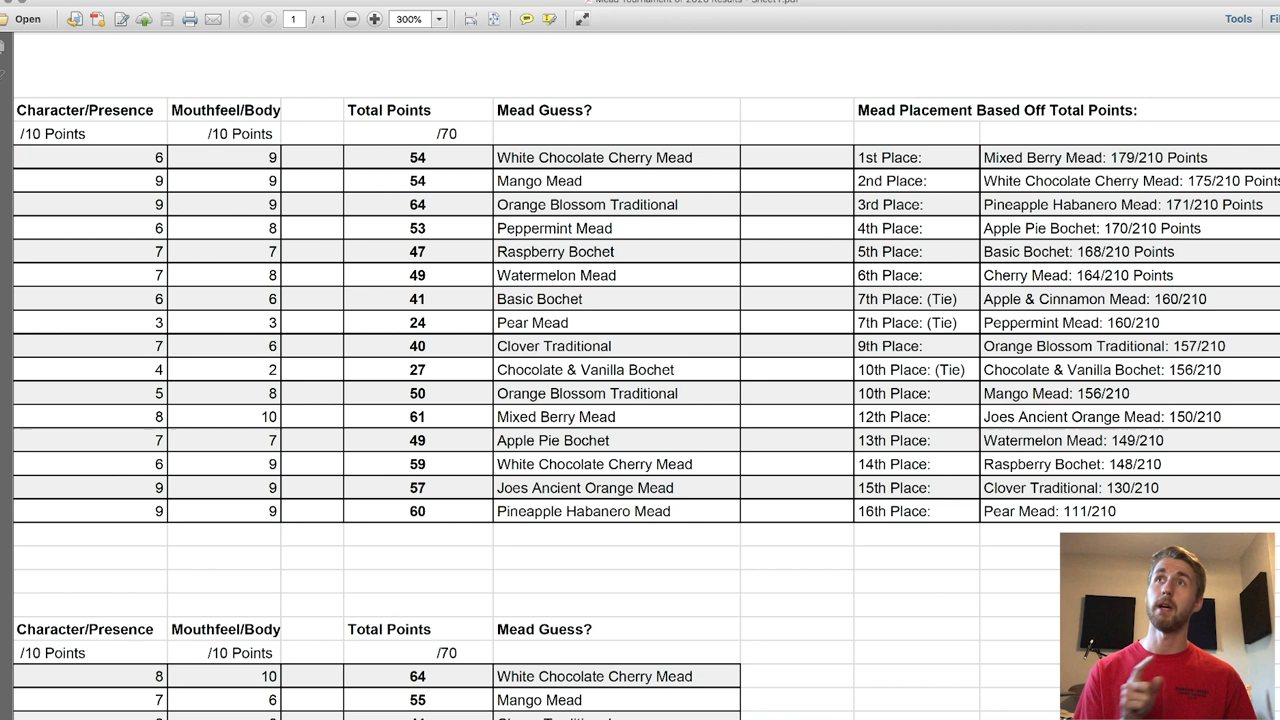 Mead Tournament of 2020 Results - Sheet1.pdf
Open 1 / 1 300% Tools
Character/Presence Mouthfeel/Body Total Points Mead Guess? Mead Placement Based Off Total Points:
/10 Points /10 Points /70
6 9 54 White Chocolate Cherry Mead 1st Place: Mixed Berry Mead: 179/210 Points
9 9 54 Mango Mead 2nd Place: White Chocolate Cherry Mead: 175/210 Points
9 9 64 Orange Blossom Traditional 3rd Place: Pineapple Habanero Mead: 171/210 Points
6 8 53 Peppermint Mead 4th Place: Apple Pie Bochet: 170/210 Points
7 7 47 Raspberry Bochet 5th Place: Basic Bochet: 168/210 Points
7 8 49 Watermelon Mead 6th Place: Cherry Mead: 164/210 Points
6 6 41 Basic Bochet 7th Place: (Tie) Apple & Cinnamon Mead: 160/210
3 3 24 Pear Mead 7th Place: (Tie) Peppermint Mead: 160/210
7 6 40 Clover Traditional 9th Place: Orange Blossom Traditional: 157/210
4 2 27 Chocolate & Vanilla Bochet 10th Place: (Tie) Chocolate & Vanilla Bochet: 156/210
5 8 50 Orange Blossom Traditional 10th Place: Mango Mead: 156/210
8 10 61 Mixed Berry Mead 12th Place: Joes Ancient Orange Mead: 150/210
7 7 49 Apple Pie Bochet 13th Place: Watermelon Mead: 149/210
6 9 59 White Chocolate Cherry Mead 14th Place: Raspberry Bochet: 148/210
9 9 57 Joes Ancient Orange Mead 15th Place: Clover Traditional: 130/210
9 9 60 Pineapple Habanero Mead 16th Place: Pear Mead: 111/210
Character/Presence Mouthfeel/Body Total Points Mead Guess?
/10 Points /10 Points /70
8 10 64 White Chocolate Cherry Mead
7 6 55 Mango Mead